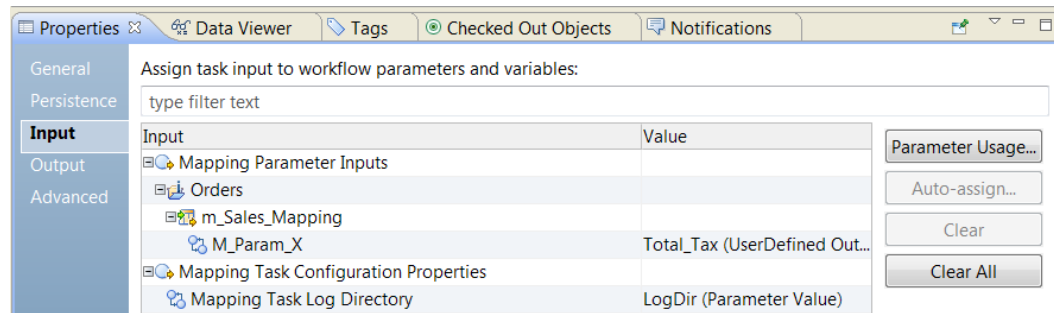 Properties Data Viewer Tags Checked Out Objects Notifications
General
Persistence
Input
Output
Advanced
Assign task input to workflow parameters and variables:
type filter text
Input Value
Mapping Parameter Inputs
Orders
m_Sales_Mapping
M_Param_X Total_Tax (UserDefined Out...
Mapping Task Configuration Properties
Mapping Task Log Directory LogDir (Parameter Value)
Parameter Usage...
Auto-assign...
Clear
Clear All